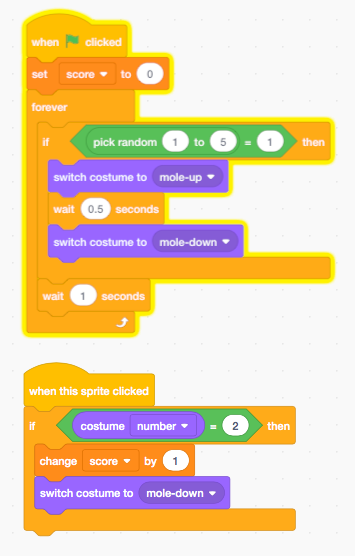 when clicked
set score to 0
forever
if pick random 1 to 5 = 1 then
switch costume to mole-up
wait 0.5 seconds
switch costume to mole-down
wait 1 seconds
when this sprite clicked
if costume number = 2 then
change score by 1
switch costume to mole-down